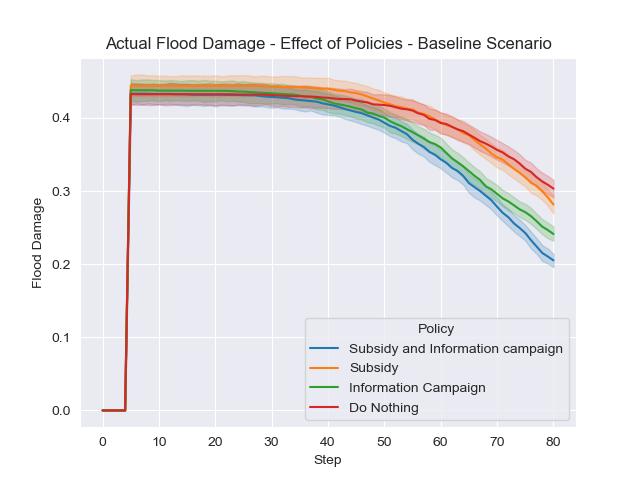 Actual Flood Damage - Effect of Policies - Baseline Scenario
Flood Damage
0.4
0.3
0.2
0.1
0.0
Policy
Subsidy and Information campaign
Subsidy
Information Campaign
Do Nothing
0 10 20 30 40 50 60 70 80
Step